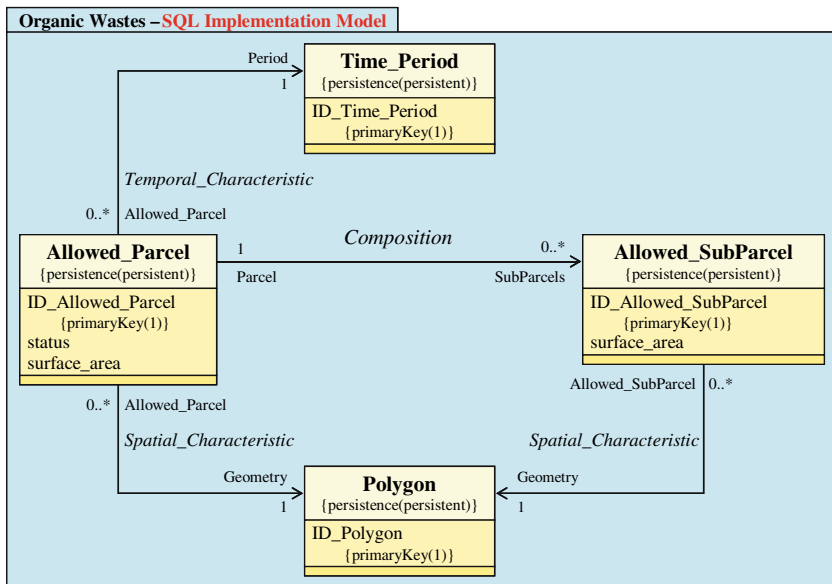 Organic Wastes – SQL Implementation Model
Period
1
Time_Period
{persistence(persistent)}
ID_Time_Period
{primaryKey(1)}
Temporal_Characteristic
0..* Allowed_Parcel
Allowed_Parcel
{persistence(persistent)}
ID_Allowed_Parcel
{primaryKey(1)}
status
surface_area
1
Parcel
Composition
0..*
SubParcels
Allowed_SubParcel
{persistence(persistent)}
ID_Allowed_SubParcel
{primaryKey(1)}
surface_area
0..* Allowed_Parcel
Spatial_Characteristic
Geometry
1
Allowed_SubParcel 0..*
Spatial_Characteristic
Geometry
1
Polygon
{persistence(persistent)}
ID_Polygon
{primaryKey(1)}